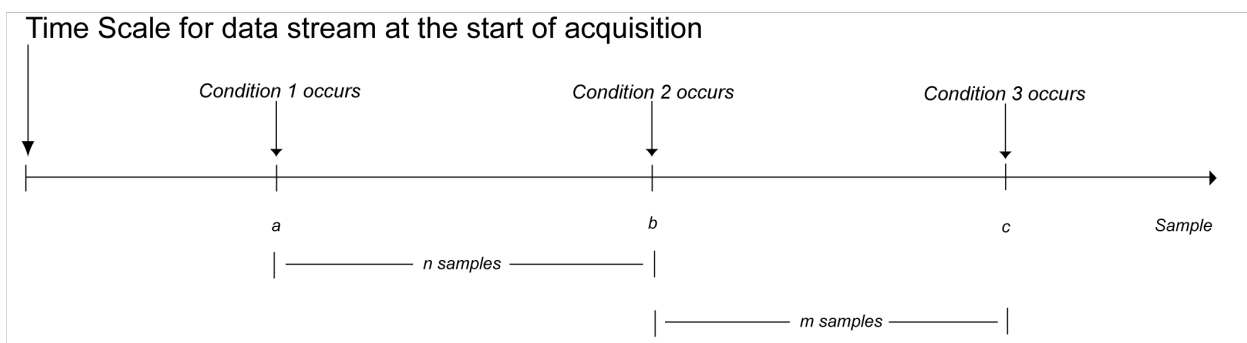 Time Scale for data stream at the start of acquisition
Condition 1 occurs
Condition 2 occurs
Condition 3 occurs
a
b
c
Sample
n samples
m samples